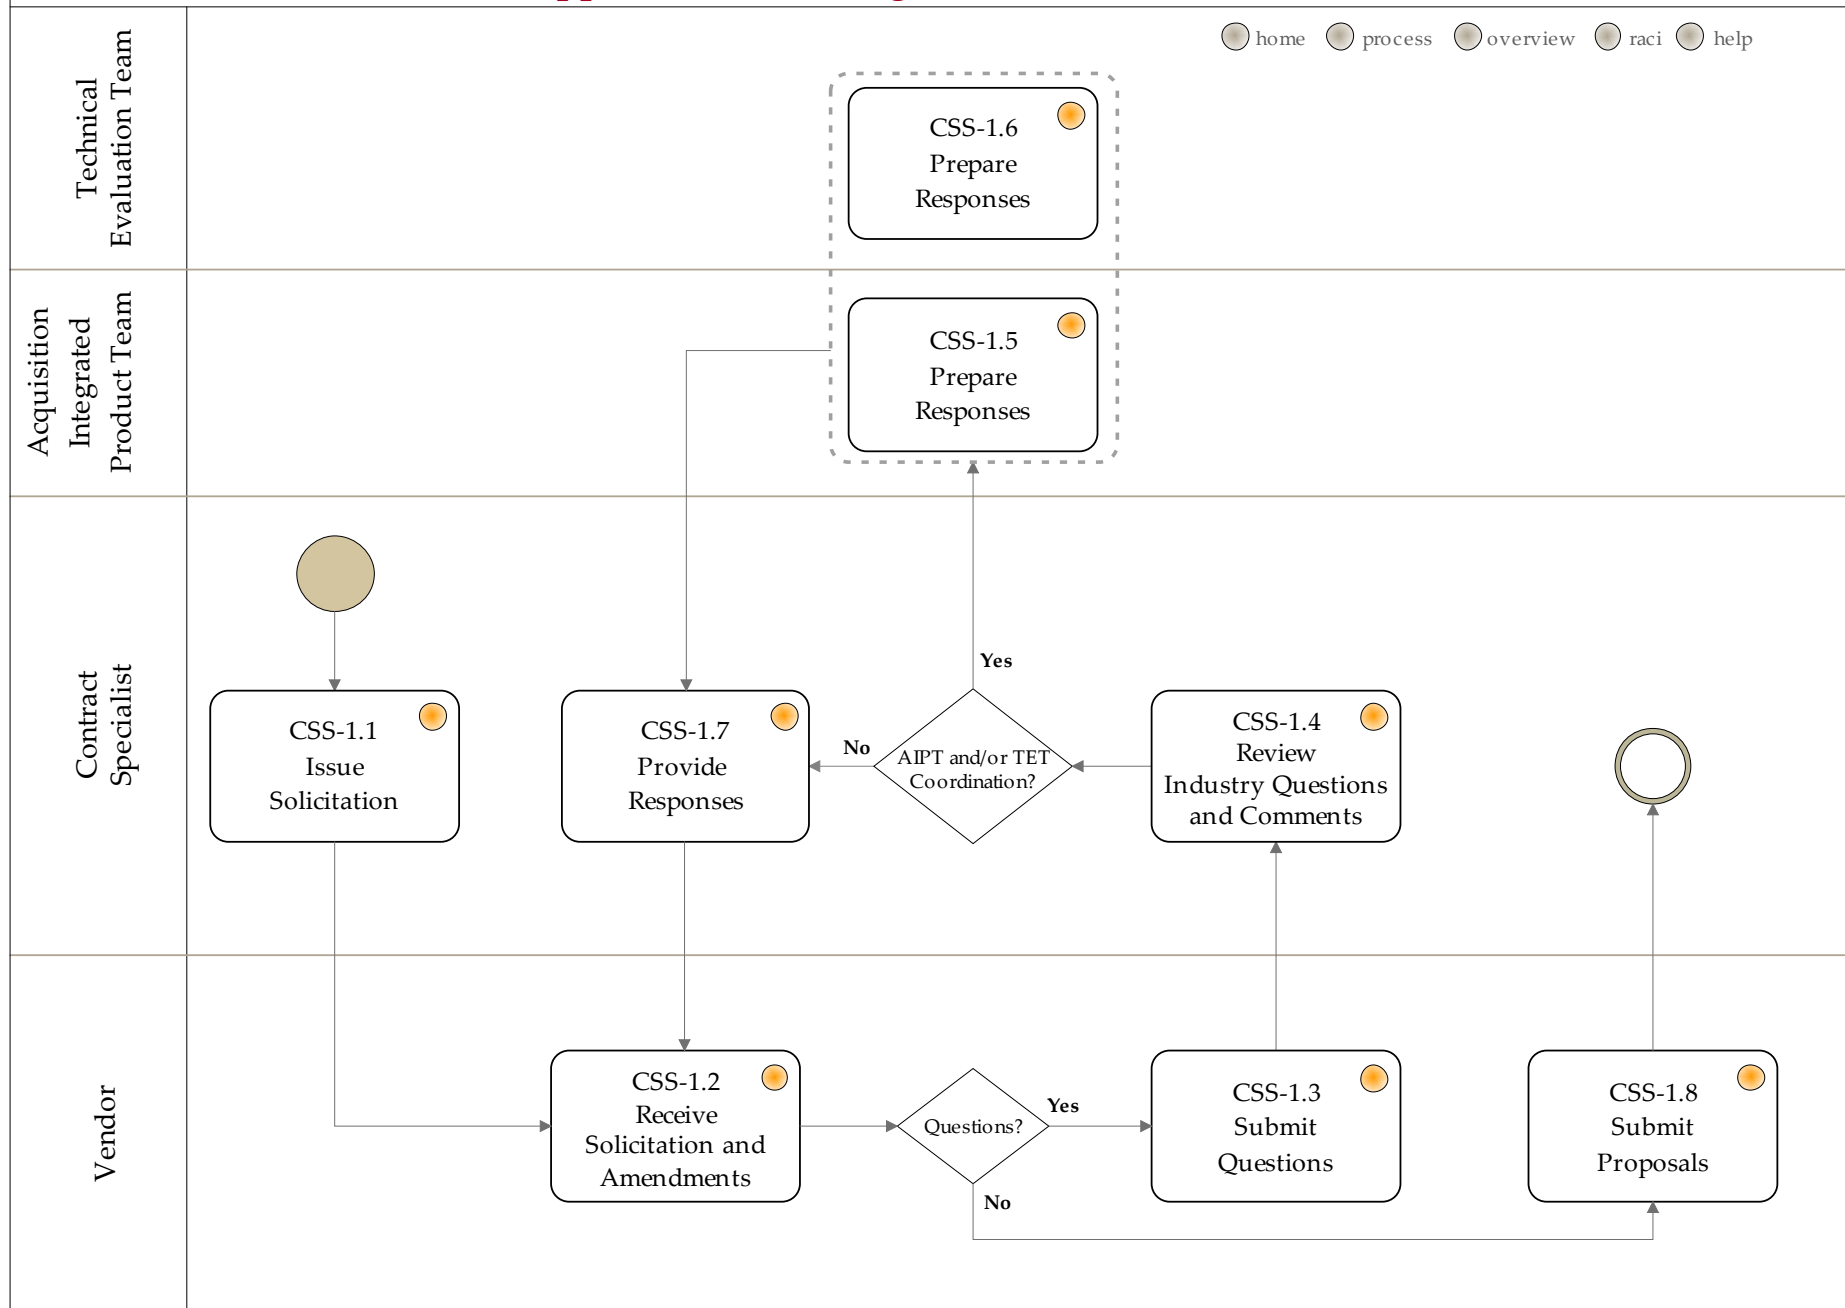 home process overview raci help
Technical
Evaluation Team
CSS-1.6
Prepare
Responses
Acquisition
Integrated
Product Team
CSS-1.5
Prepare
Responses
Contract
Specialist
CSS-1.1
Issue
Solicitation
CSS-1.7
Provide
Responses
No
Yes
AIPT and/or TET
Coordination?
CSS-1.4
Review
Industry Questions
and Comments
Vendor
CSS-1.2
Receive
Solicitation and
Amendments
Questions?
Yes
No
CSS-1.3
Submit
Questions
CSS-1.8
Submit
Proposals